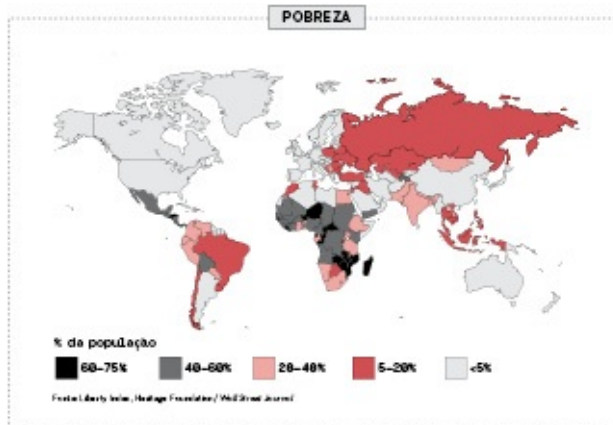 POBREZA
% da população
60-75%
40-60%
20-40%
5-20%
<5%
Fonte: Liberty Index, Heritage Foundation / Wall Street Journal